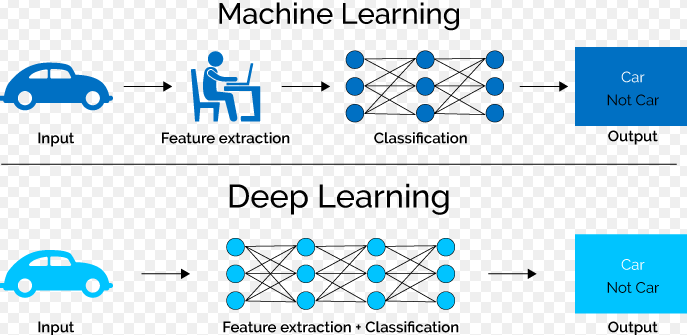 Machine Learning
Car
Not Car
Input
Feature extraction
Classification
Output
Deep Learning
Car
Not Car
Input
Feature extraction + Classification
Output